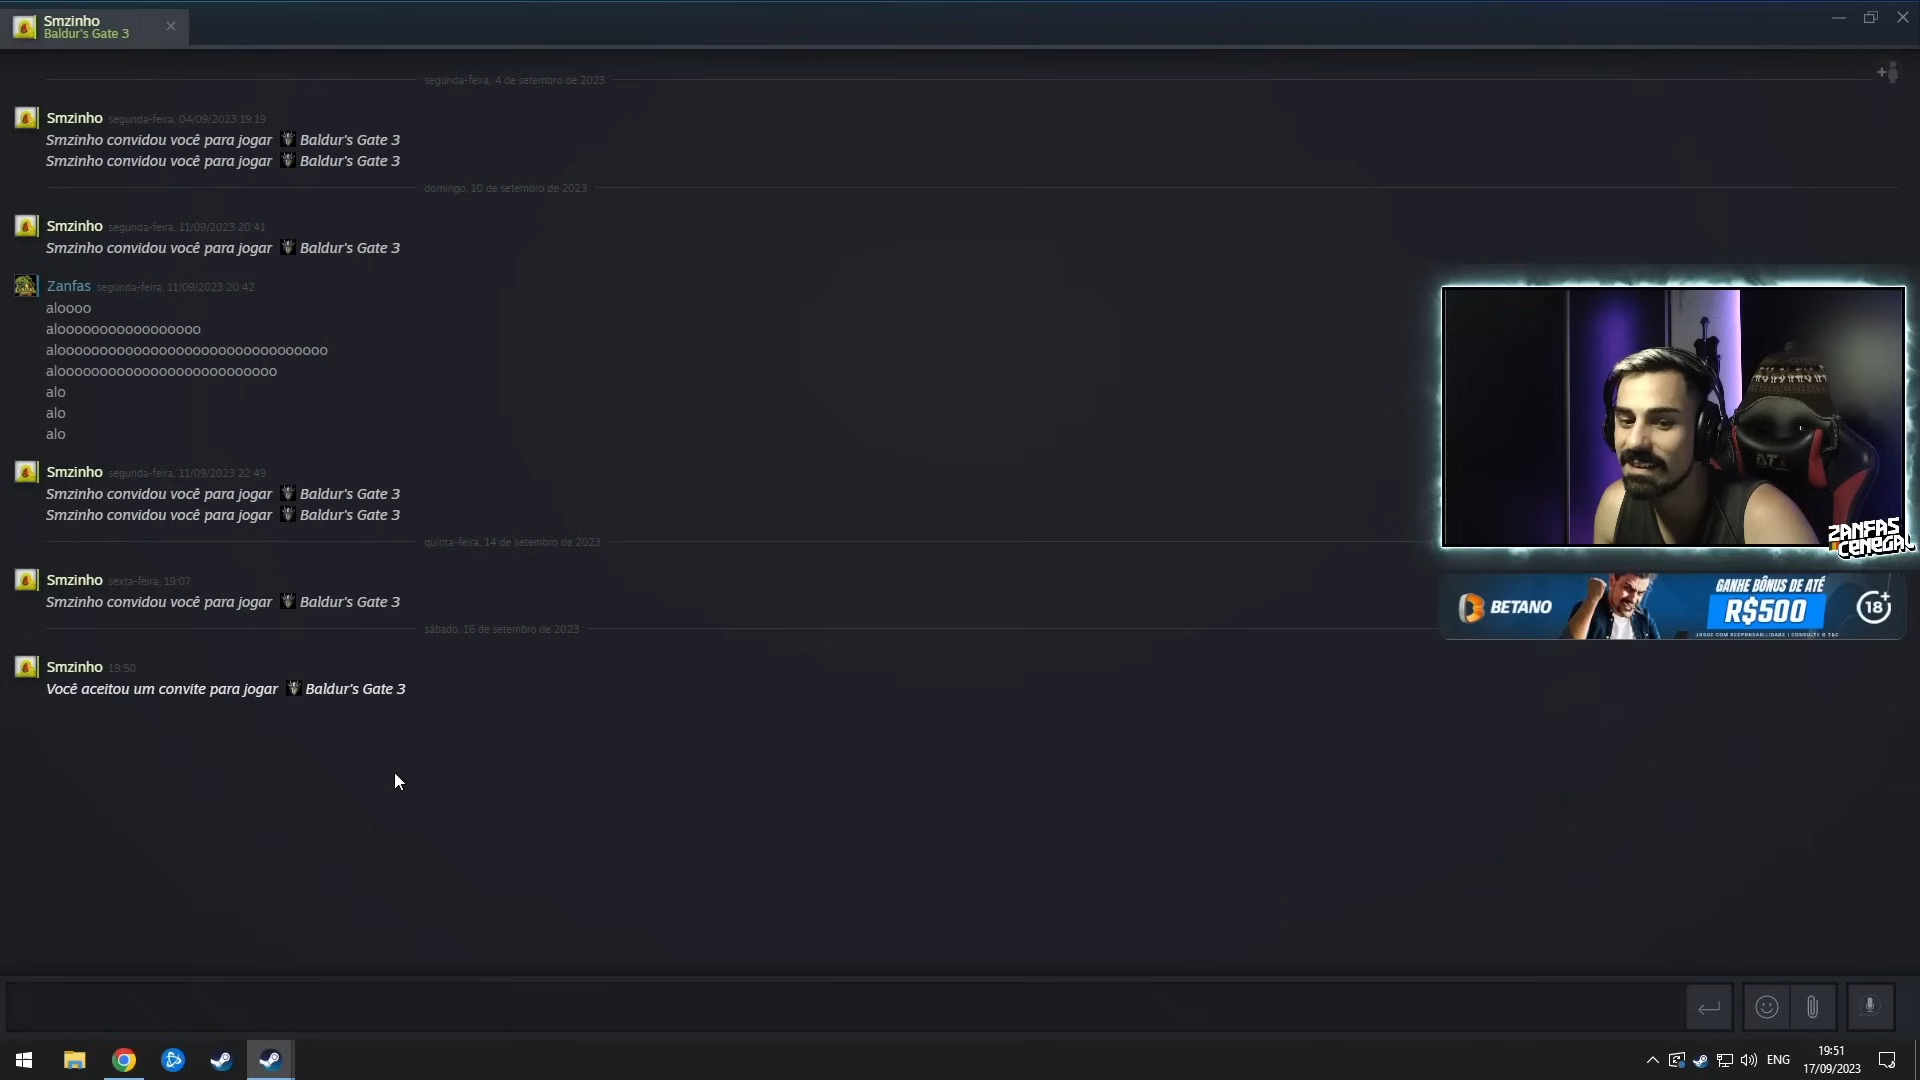 Smzinho
Baldur's Gate 3
segunda-feira, 4 de setembro de 2023
Smzinho segunda-feira, 04/09/2023 19:19
Smzinho convidou você para jogar Baldur's Gate 3
Smzinho convidou você para jogar Baldur's Gate 3
domingo, 10 de setembro de 2023
Smzinho segunda-feira, 11/09/2023 20:41
Smzinho convidou você para jogar Baldur's Gate 3
Zanfas segunda-feira, 11/09/2023 20:42
aloooo
alooooooooooooooooo
aloooooooooooooooooooooooooooooooo
aloooooooooooooooooooooooooo
alo
alo
alo
Smzinho segunda-feira, 11/09/2023 22:49
Smzinho convidou você para jogar Baldur's Gate 3
Smzinho convidou você para jogar Baldur's Gate 3
quinta-feira, 14 de setembro de 2023
Smzinho sexta-feira, 19:07
Smzinho convidou você para jogar Baldur's Gate 3
sábado, 16 de setembro de 2023
Smzinho 19:50
Você aceitou um convite para jogar Baldur's Gate 3
ZANFAS
CENEGAL
BETANO
GANHE BÔNUS DE ATÉ
R$500
JOGUE COM RESPONSABILIDADE | CONSULTE O T&C
18+
ENG
19:51
17/09/2023